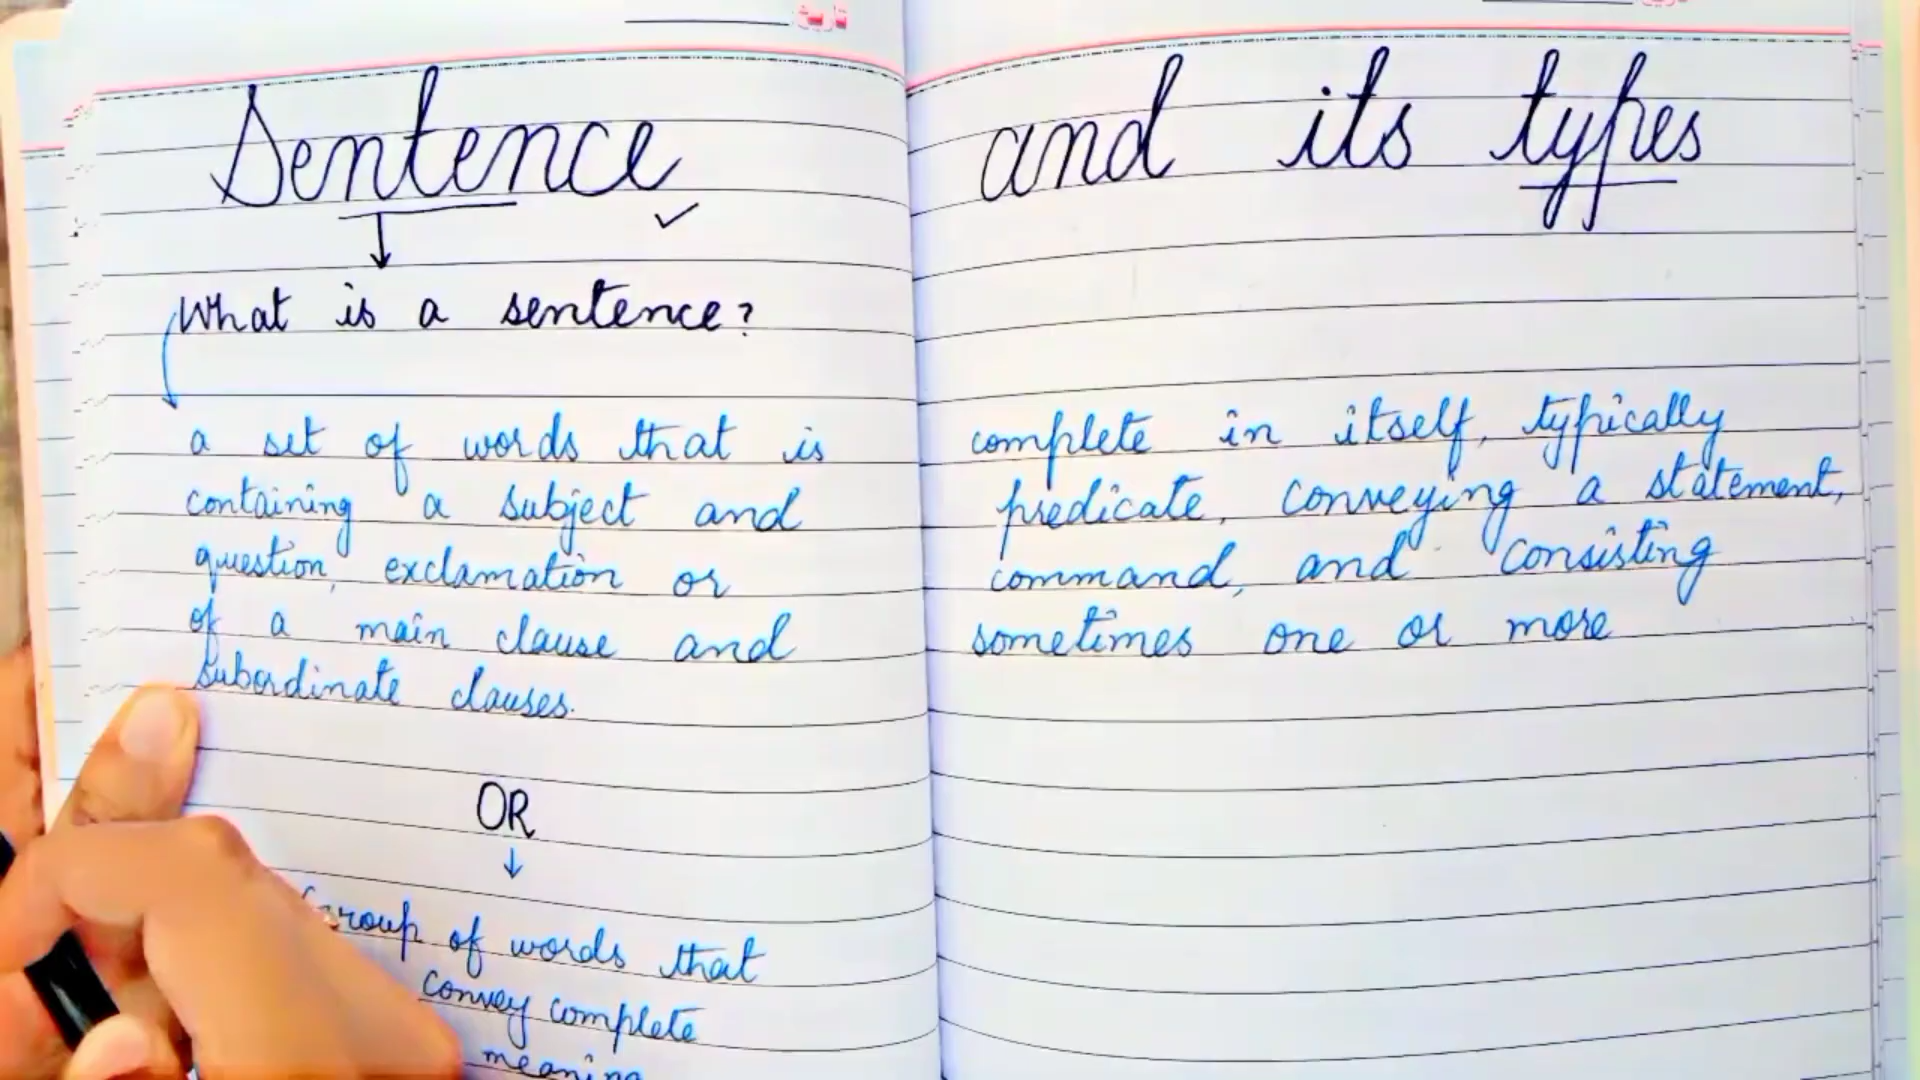 تاریخ
Sentence and its types
What is a sentence?
a set of words that is complete in itself, typically
containing a subject and predicate, conveying a statement,
question, exclamation or command, and consisting
of a main clause and sometimes one or more
subordinate clauses.
OR
Group of words that
convey complete
meaning